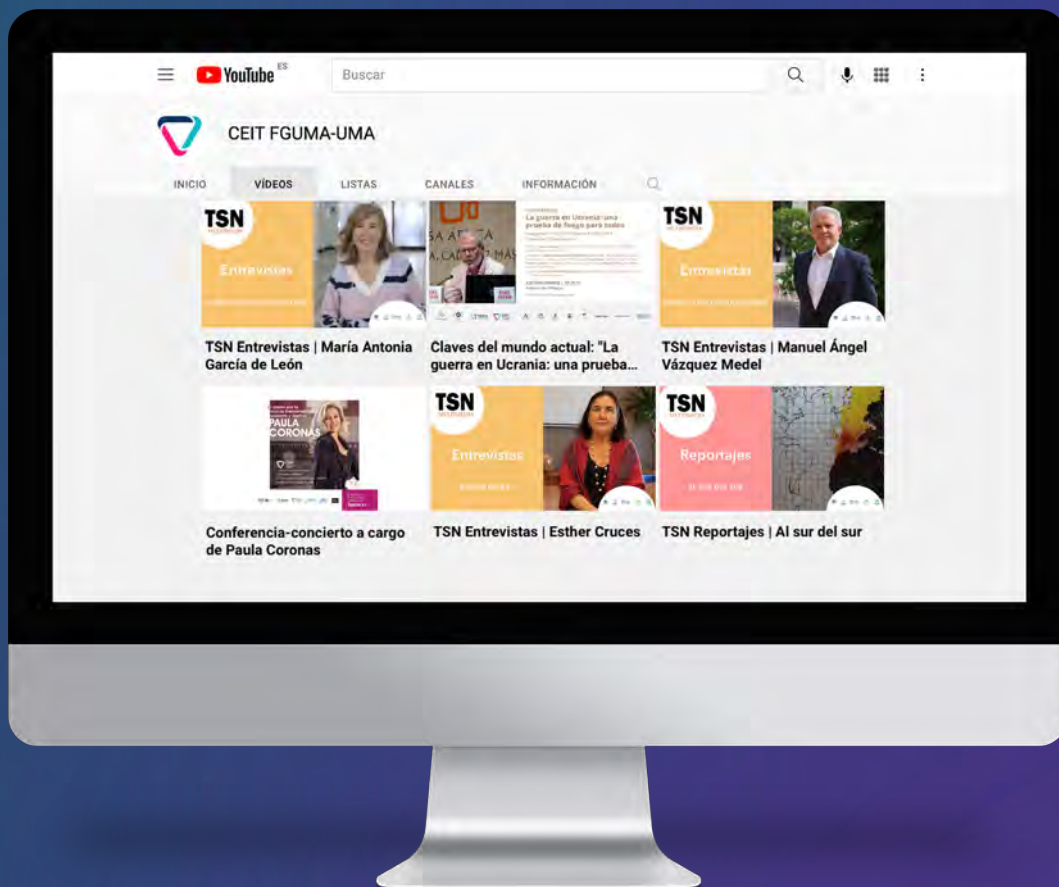 YouTube ES
Buscar
CEIT FGUMA-UMA
INICIO VÍDEOS LISTAS CANALES INFORMACIÓN
TSN
Entrevistas
La guerra en Ucrania: una
prueba de fuego para todos
TSN
Entrevistas
TSN Entrevistas | María Antonia
García de León
Claves del mundo actual: "La
guerra en Ucrania: una prueba...
TSN Entrevistas | Manuel Ángel
Vázquez Medel
PAULA
CORONAS
TSN
Entrevistas
TSN
Reportajes
Conferencia-concierto a cargo
de Paula Coronas
TSN Entrevistas | Esther Cruces
TSN Reportajes | Al sur del sur